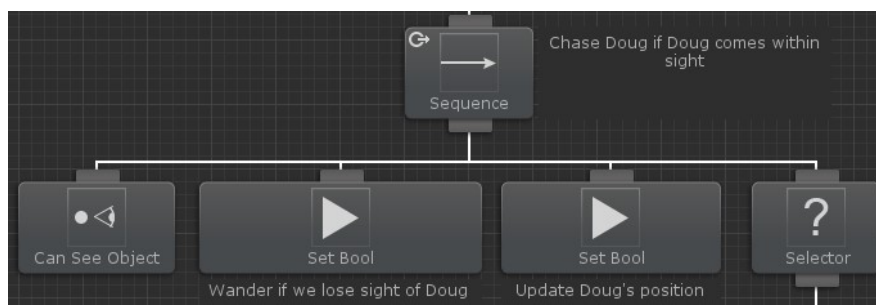 Chase Doug if Doug comes within
sight
Sequence
Can See Object
Set Bool
Set Bool
?
Selector
Wander if we lose sight of Doug
Update Doug's position